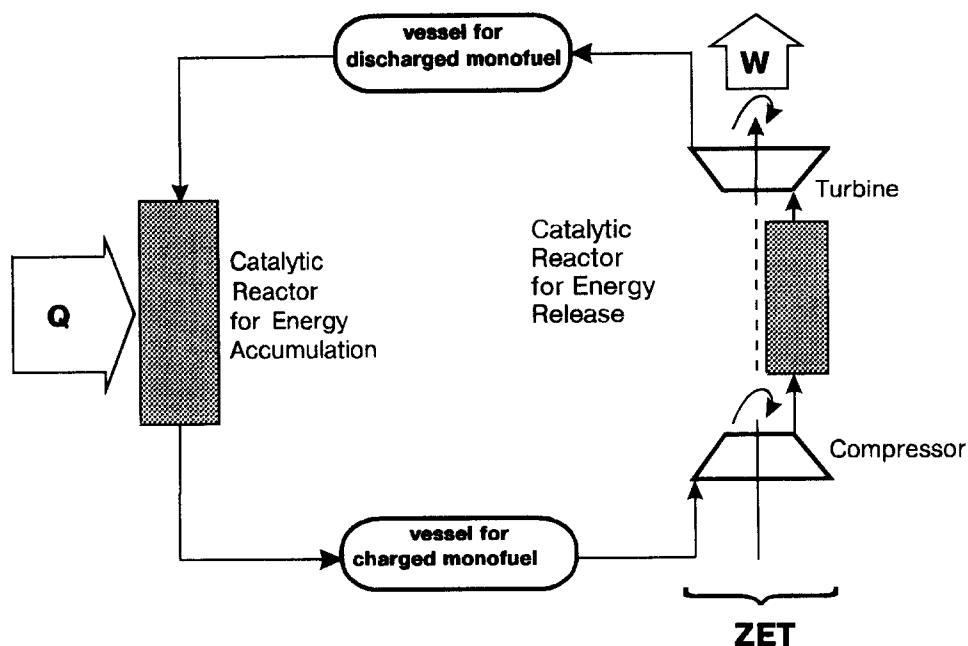 vessel for
discharged monofuel
W
Turbine
Catalytic
Reactor
for Energy
Release
Q
Catalytic
Reactor
for Energy
Accumulation
Compressor
vessel for
charged monofuel
ZET